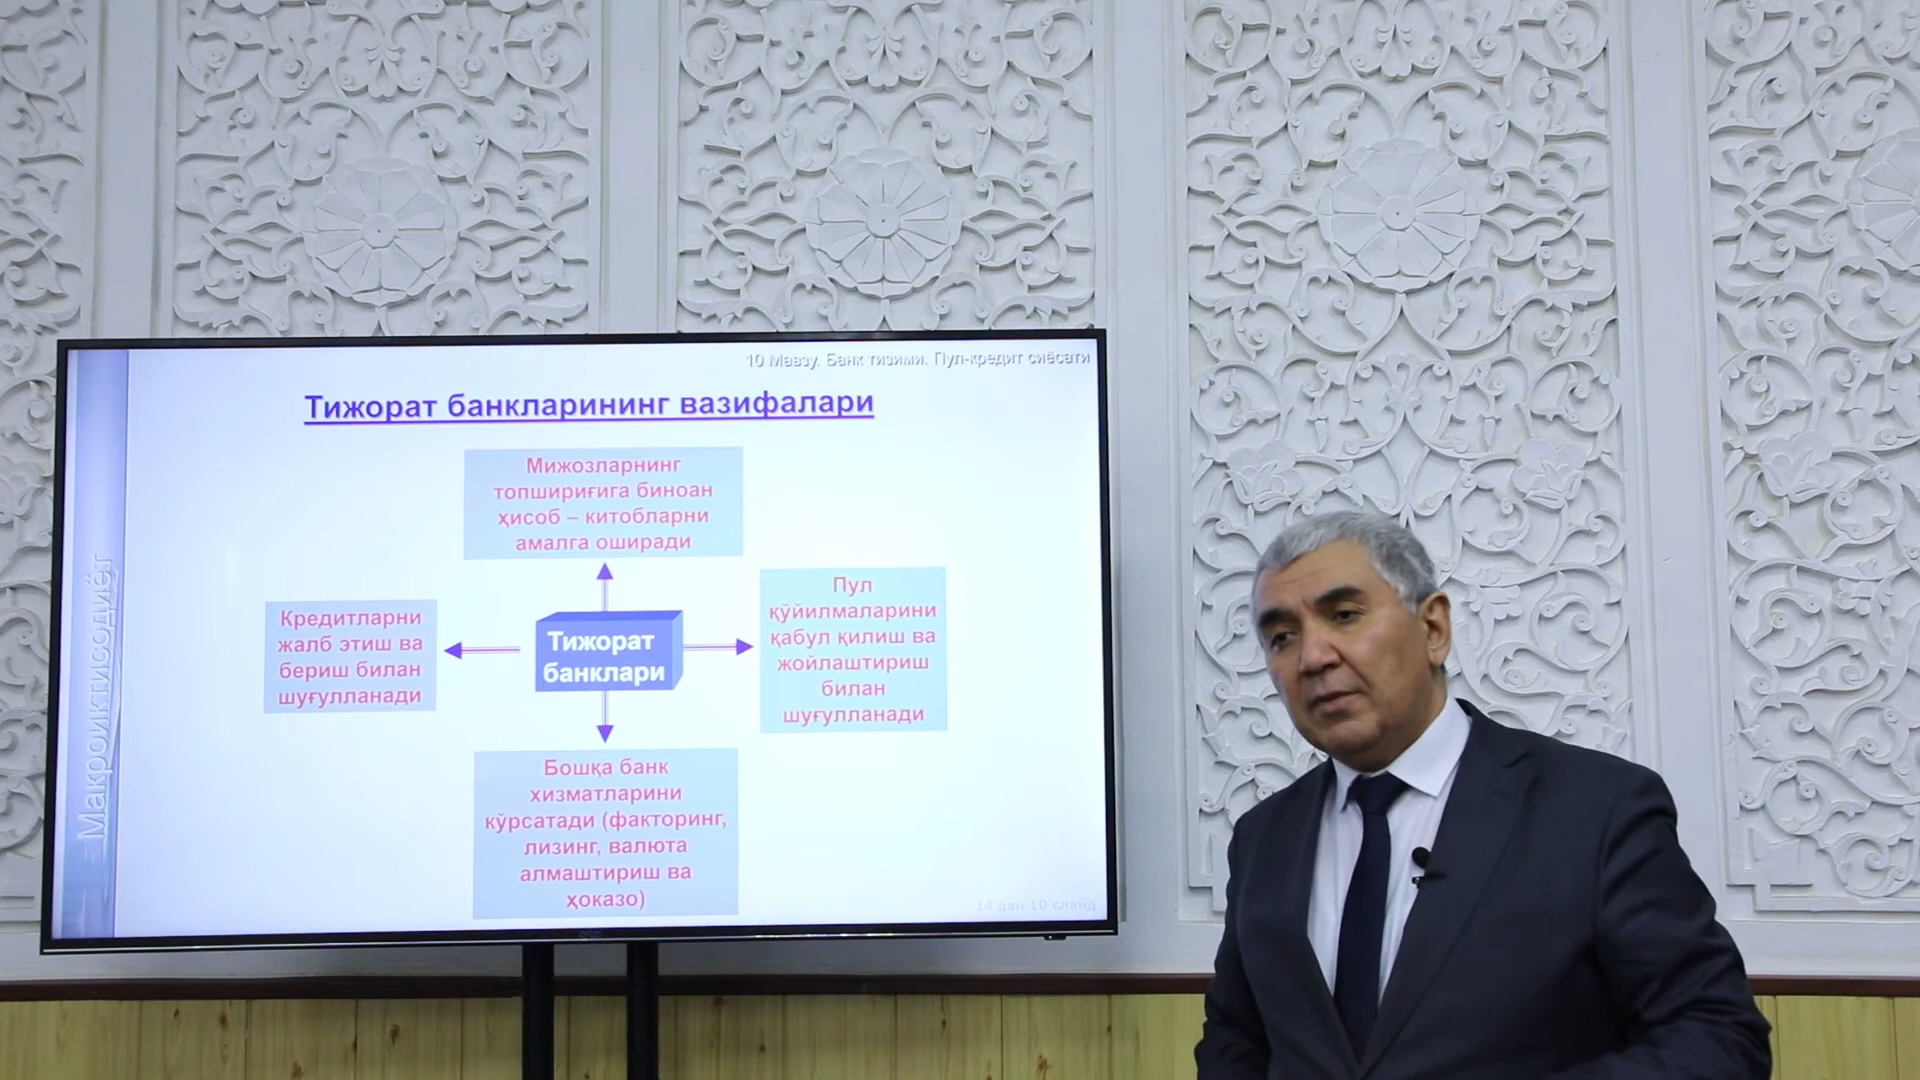 10 Мавзу. Банк тизими. Пул-кредит сиёсати
Тижорат банкларининг вазифалари
Мижозларнинг
топшириғига биноан
ҳисоб – китобларни
амалга оширади
Кредитларни
жалб этиш ва
бериш билан
шуғулланади
Тижорат
банклари
Пул
қўйилмаларини
қабул қилиш ва
жойлаштириш
билан
шуғулланади
Бошқа банк
хизматларини
кўрсатади (факторинг,
лизинг, валюта
алмаштириш ва
ҳоказо)
Макроиқтисодиёт
14 дан 10 слайд